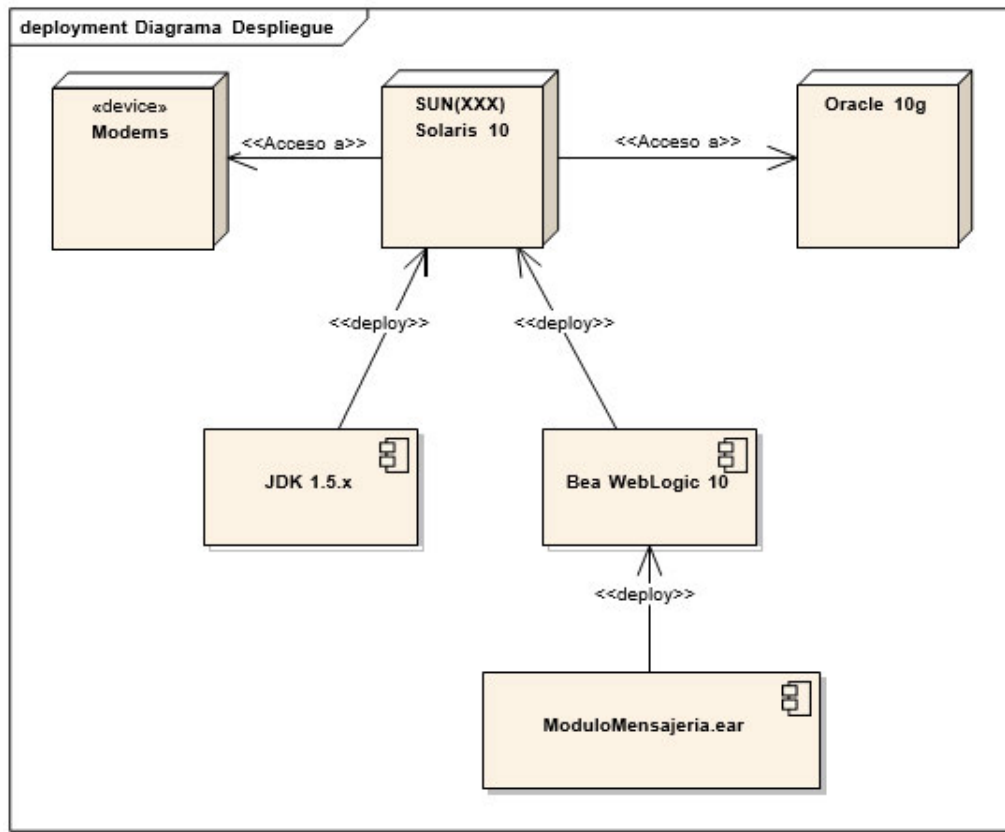 deployment Diagrama Despliegue
«device»
Modems
SUN(XXX)
Solaris 10
Oracle 10g
<<Acceso a>>
<<Acceso a>>
<<deploy>>
<<deploy>>
JDK 1.5.x
Bea WebLogic 10
<<deploy>>
ModuloMensajeria.ear